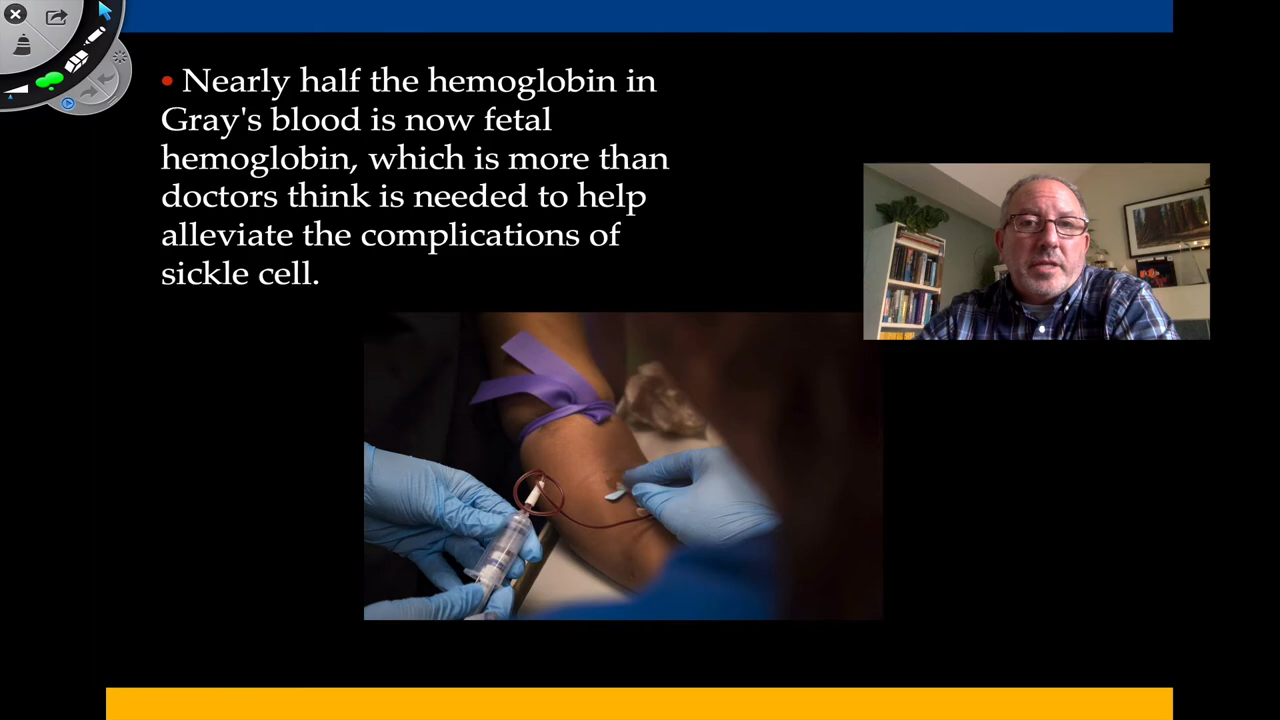 • Nearly half the hemoglobin in
Gray's blood is now fetal
hemoglobin, which is more than
doctors think is needed to help
alleviate the complications of
sickle cell.